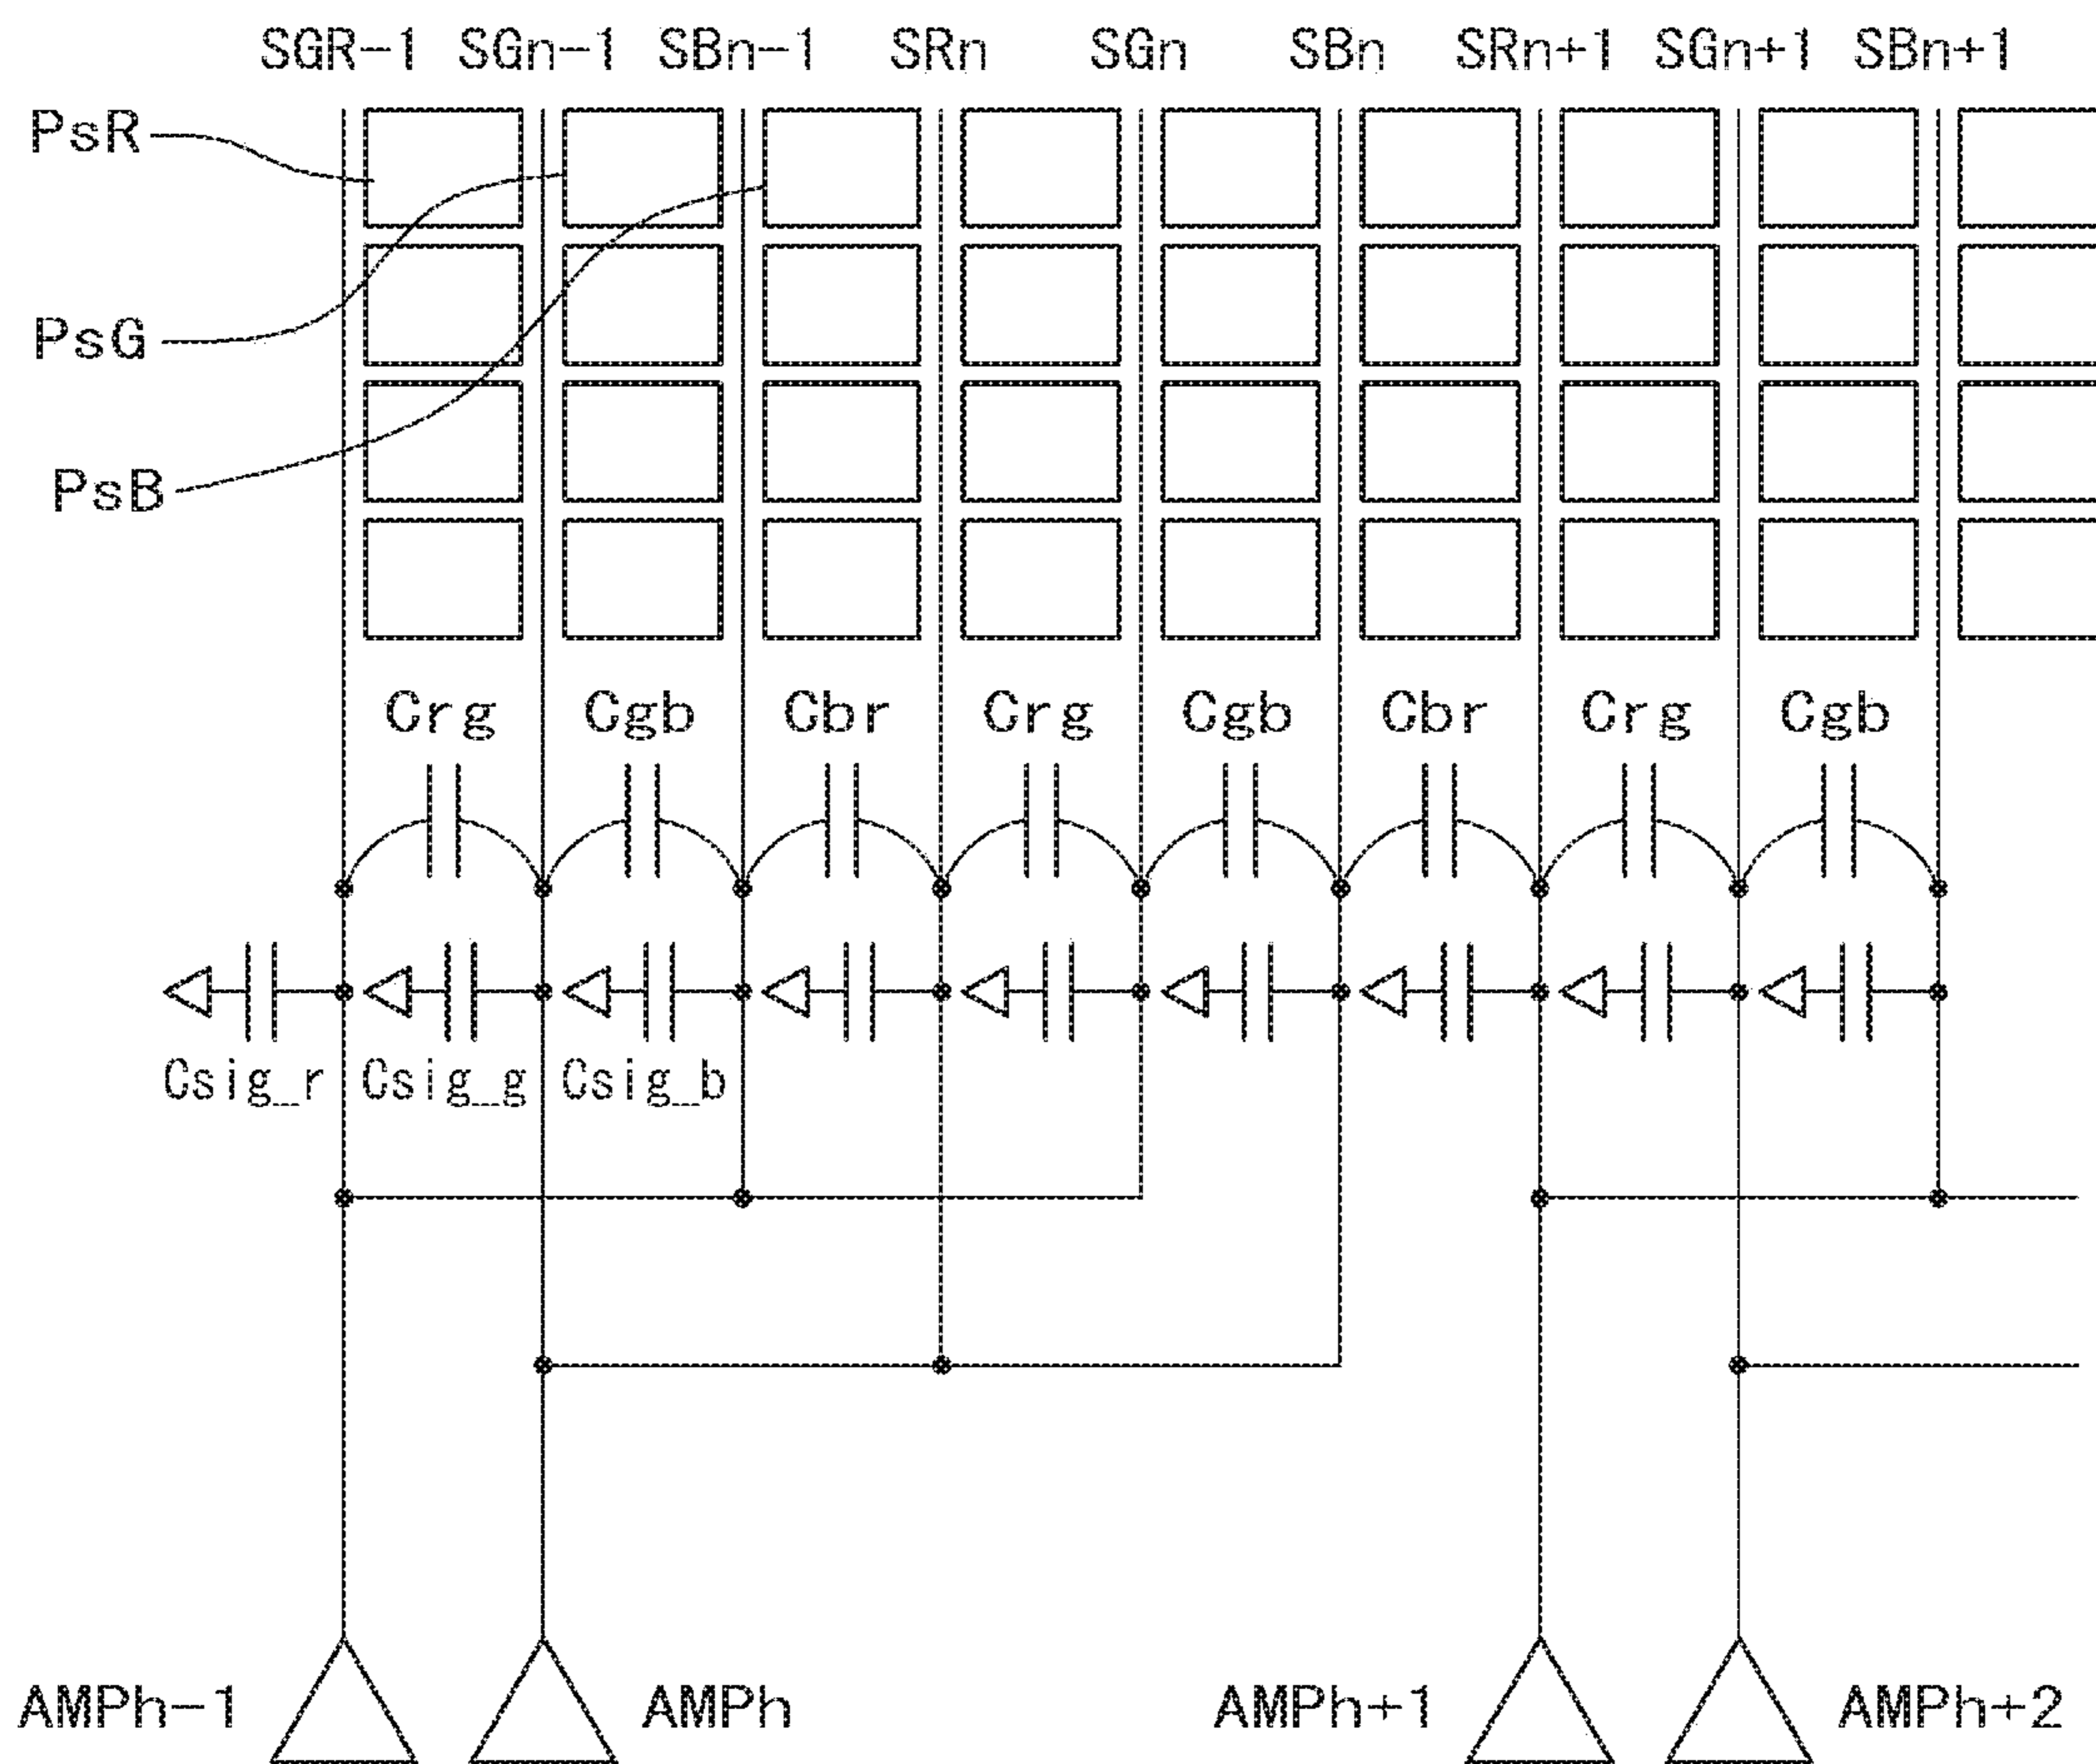 SGR-1 SGn-1 SBn-1 SRn SGn SBn SRn+1 SGn+1 SBn+1
PsR
PsG
PsB
Crg Cgb Cbr Crg Cgb Cbr Crg Cgb
Csig_r Csig_g Csig_b
AMPh-1 AMPh AMPh+1 AMPh+2